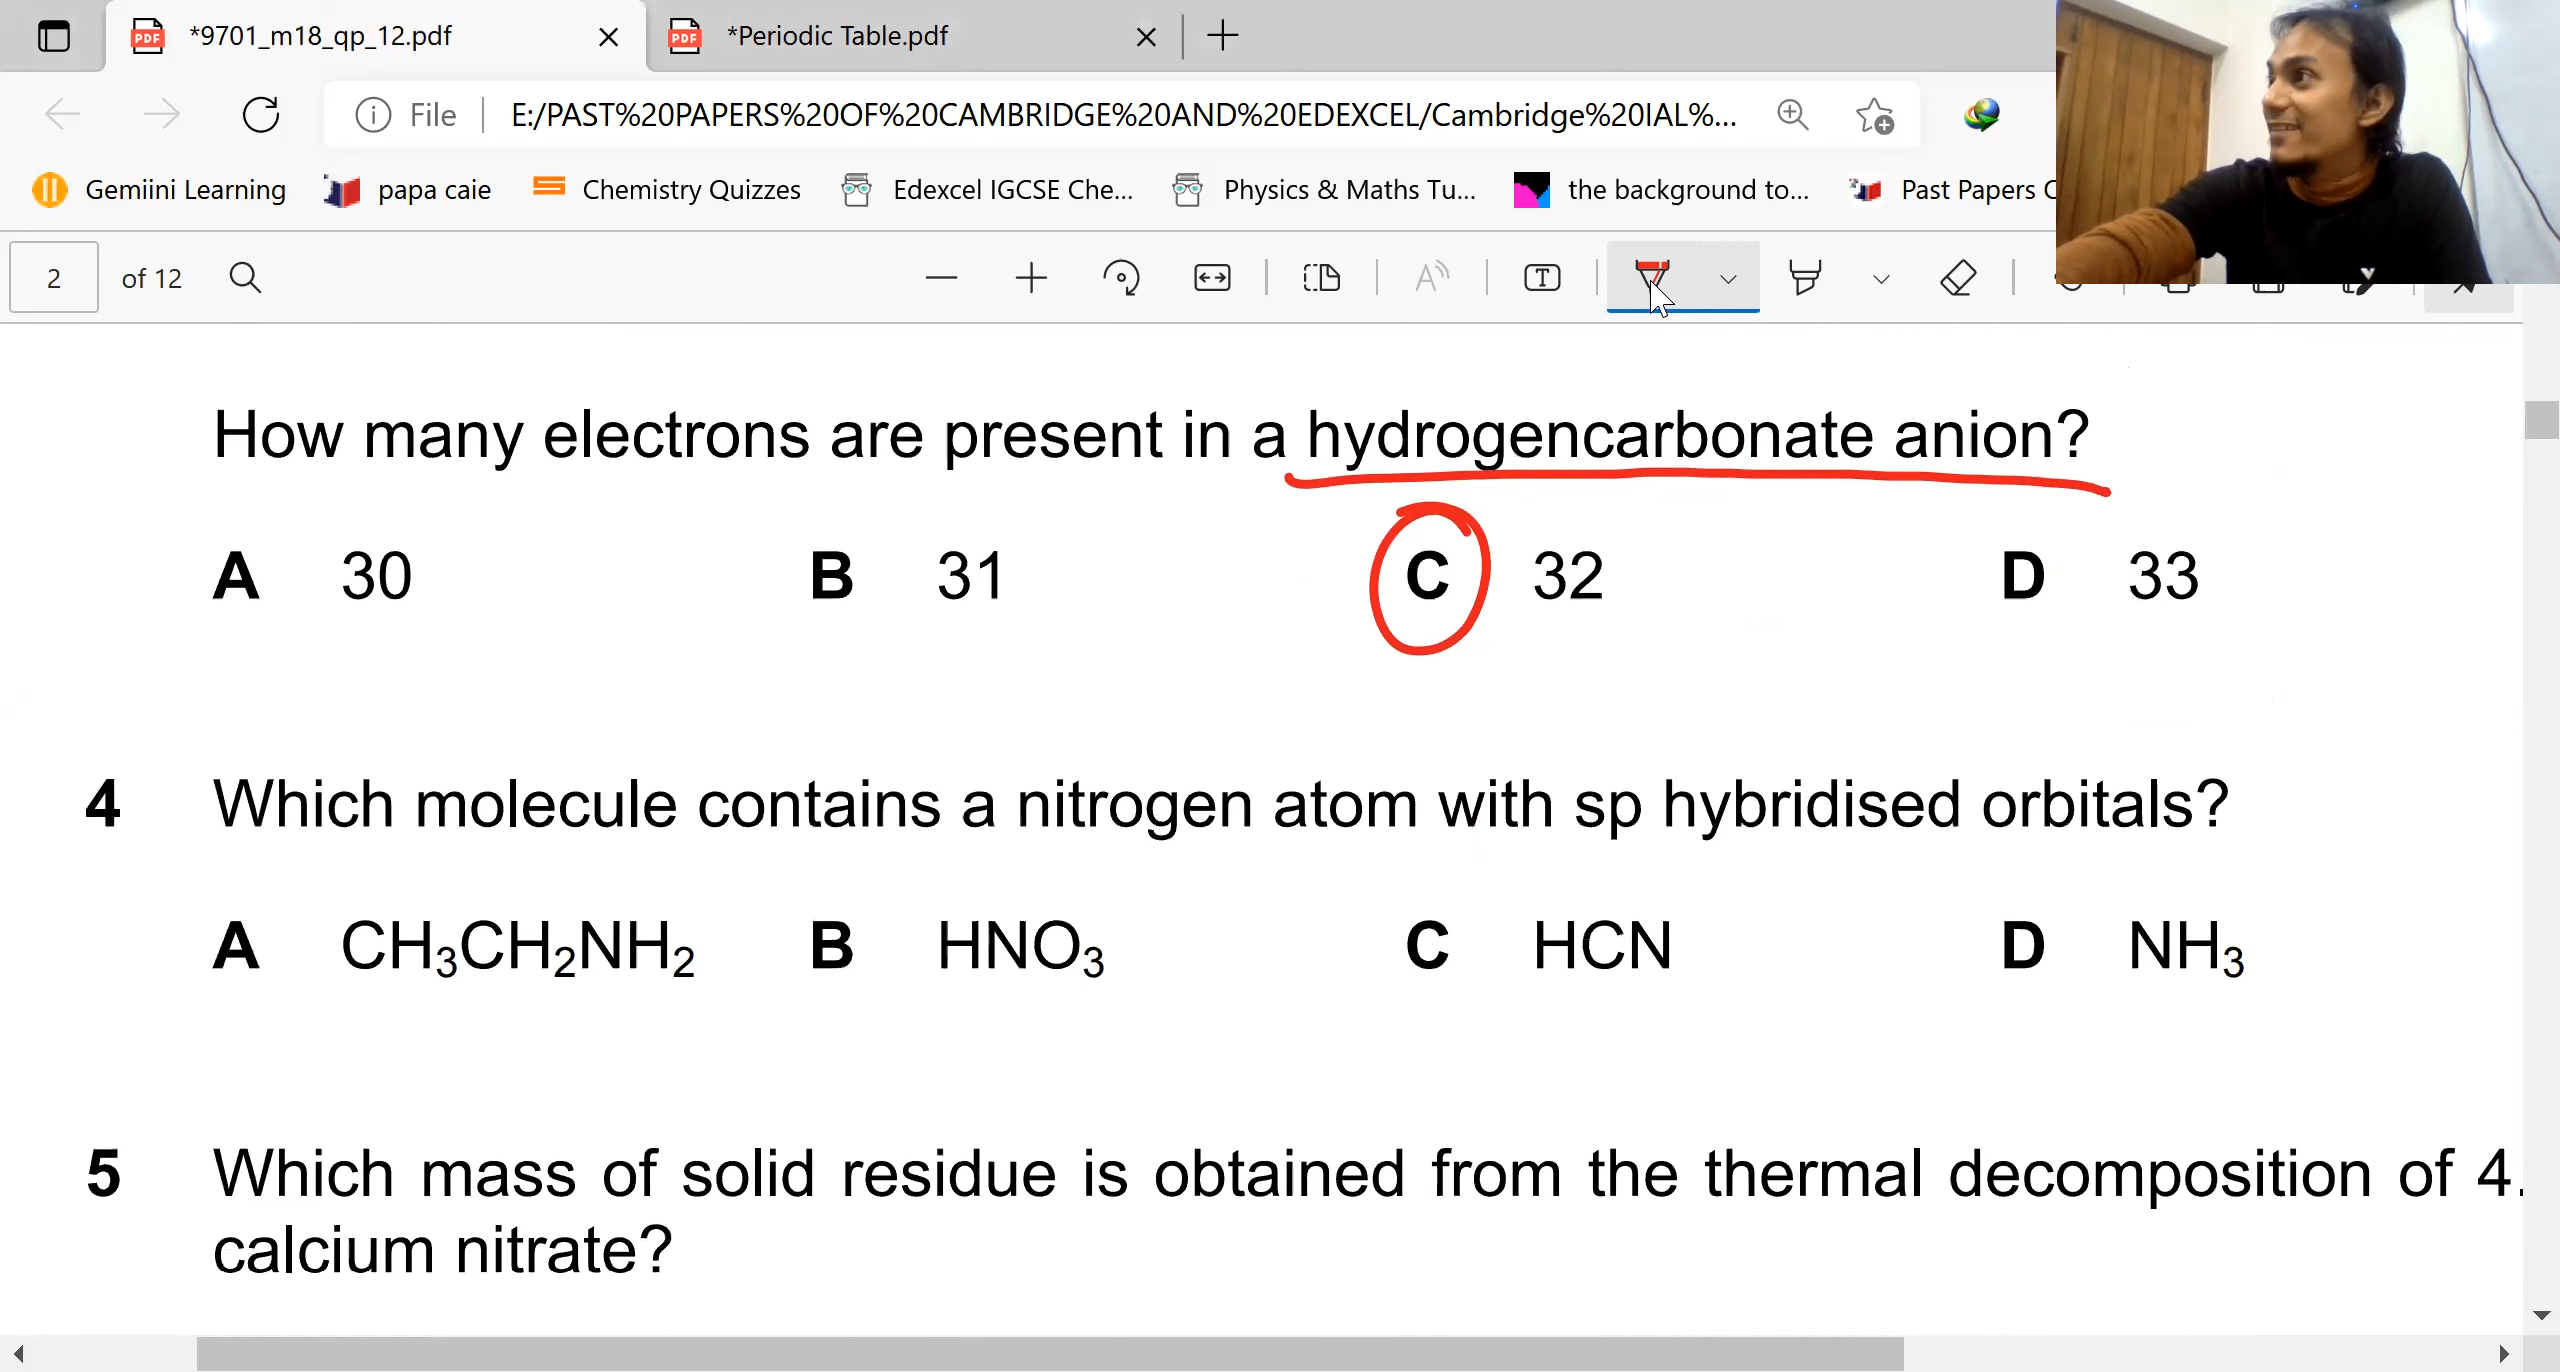 *9701_m18_qp_12.pdf
*Periodic Table.pdf
File
E:/PAST%20PAPERS%20OF%20CAMBRIDGE%20AND%20EDEXCEL/Cambridge%20IAL%...
Gemiini Learning
papa caie
Chemistry Quizzes
Edexcel IGCSE Che...
Physics & Maths Tu...
the background to...
Past Papers
2 of 12
How many electrons are present in a hydrogencarbonate anion?
A 30 B 31 C 32 D 33
4 Which molecule contains a nitrogen atom with sp hybridised orbitals?
A CH₃CH₂NH₂ B HNO₃ C HCN D NH₃
5 Which mass of solid residue is obtained from the thermal decomposition of 4.
calcium nitrate?